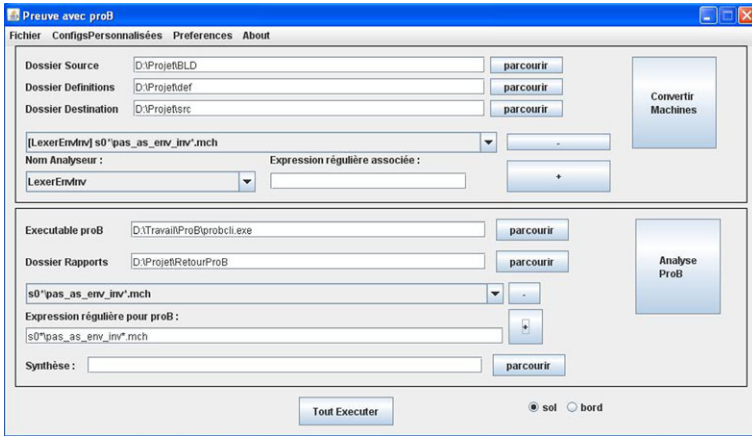 Preuve avec proB
Fichier ConfigsPersonnalisées Preferences About
Dossier Source D:\Projet\BLD parcourir
Dossier Definitions D:\Projet\def parcourir
Dossier Destination D:\Projet\src parcourir
Convertir
Machines
[LexerEnvInv] s0*\pas_as_env_inv*.mch -
Nom Analyseur : Expression régulière associée :
LexerEnvInv +
Executable proB D:\Travail\ProB\probcli.exe parcourir
Dossier Rapports D:\Projet\RetourProB parcourir
Analyse
ProB
s0*\pas_as_env_inv*.mch -
Expression régulière pour proB :
s0*\pas_as_env_inv*.mch +
Synthèse : parcourir
Tout Executer sol bord